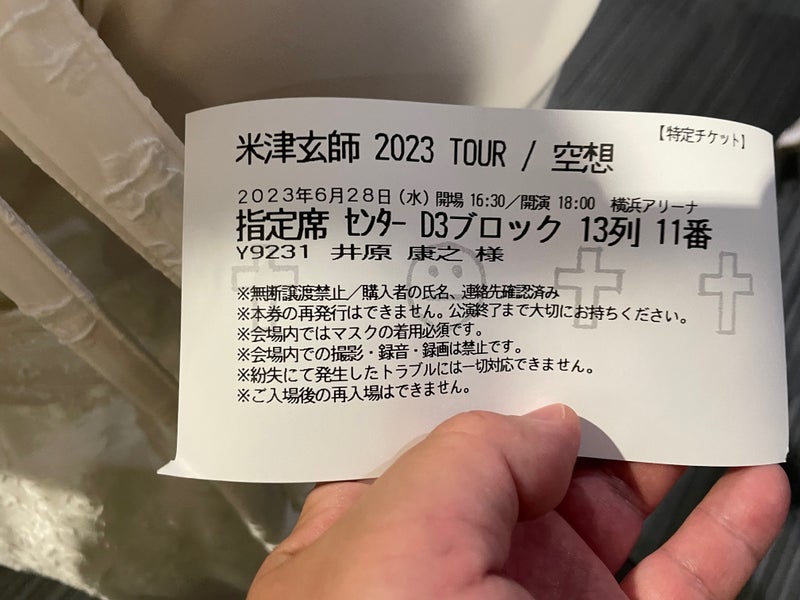 【特定チケット】
米津玄師 2023 TOUR / 空想
2023年6月28日(水) 開場 16:30/開演 18:00 横浜アリーナ
指定席 センター D3ブロック 13列 11番
Y9231 井原 康之 様
※無断譲渡禁止/購入者の氏名、連絡先確認済み
※本券の再発行はできません。公演終了まで大切にお持ちください。
※会場内ではマスクの着用必須です。
※会場内での撮影・録音・録画は禁止です。
※紛失にて発生したトラブルには一切対応できません。
※ご入場後の再入場はできません。